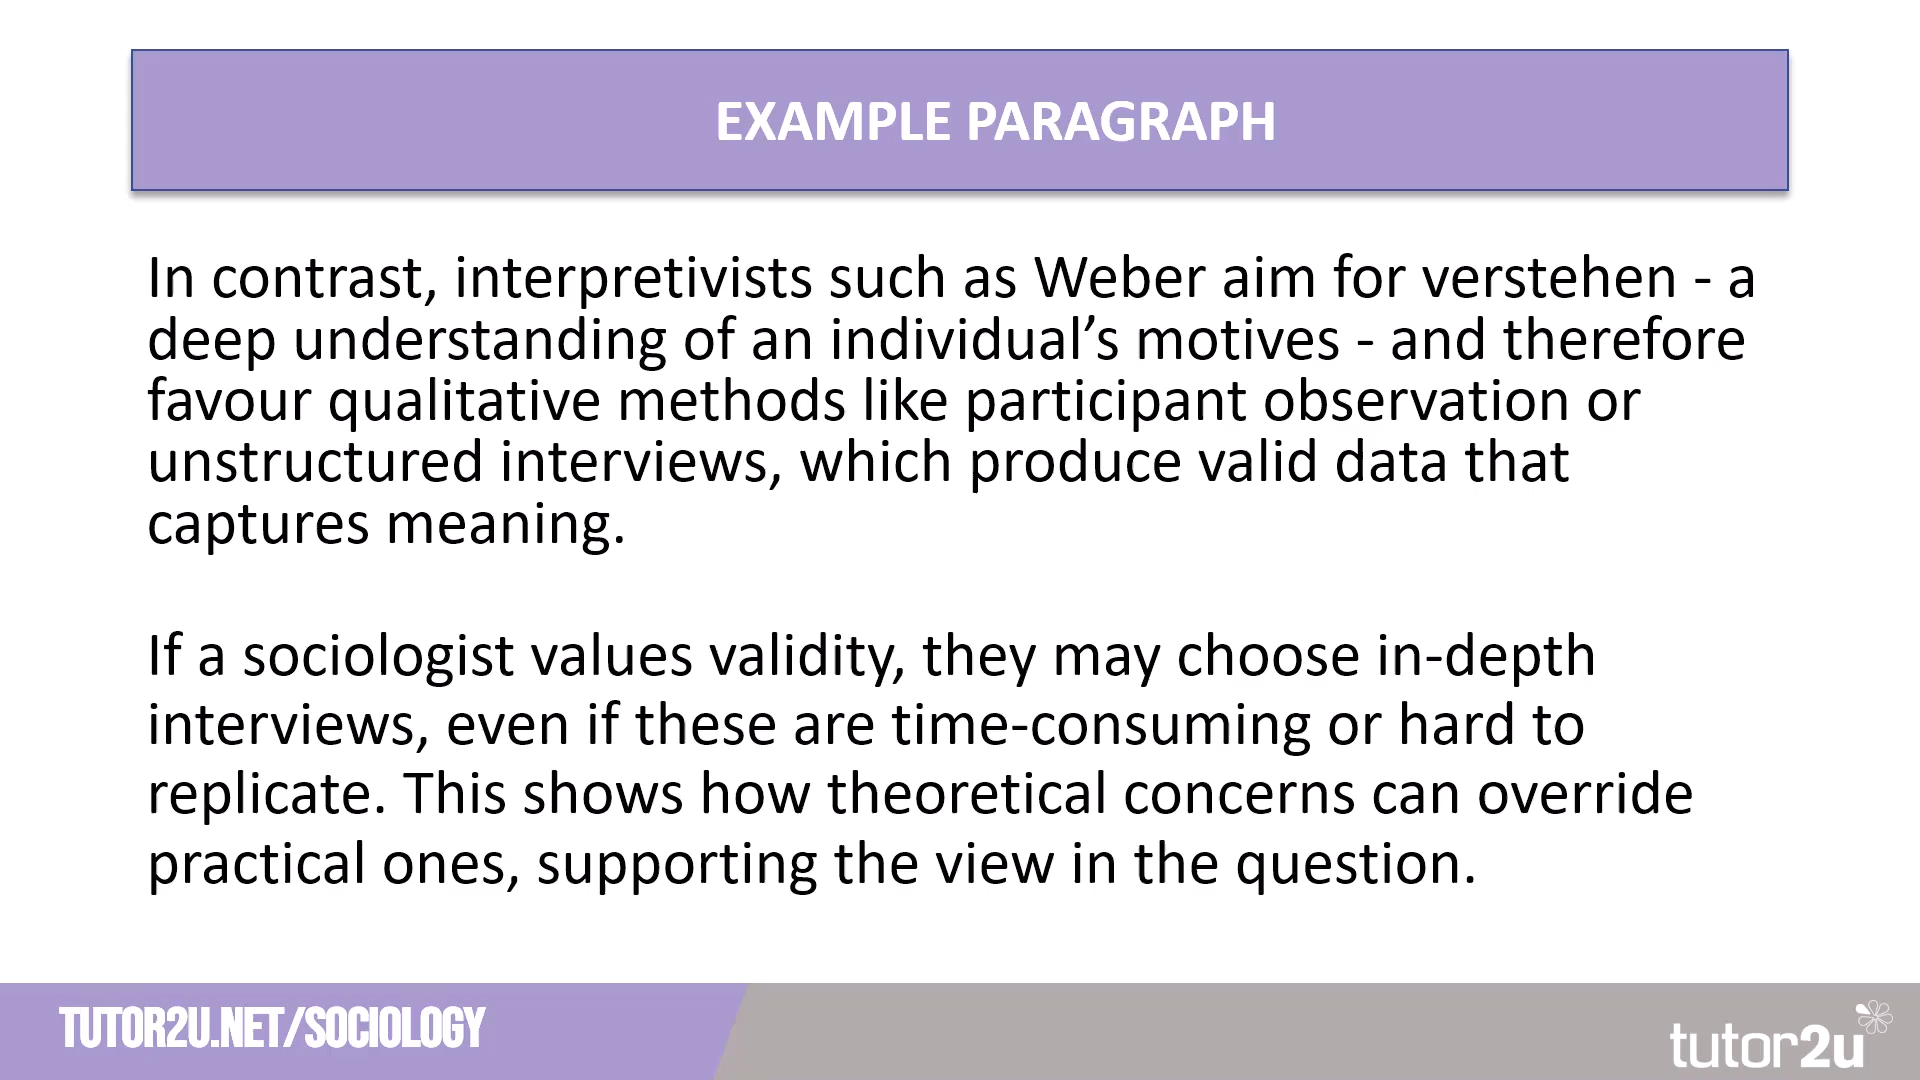 EXAMPLE PARAGRAPH
In contrast, interpretivists such as Weber aim for verstehen - a
deep understanding of an individual’s motives - and therefore
favour qualitative methods like participant observation or
unstructured interviews, which produce valid data that
captures meaning.
If a sociologist values validity, they may choose in-depth
interviews, even if these are time-consuming or hard to
replicate. This shows how theoretical concerns can override
practical ones, supporting the view in the question.
TUTOR2U.NET/SOCIOLOGY
tutor2u